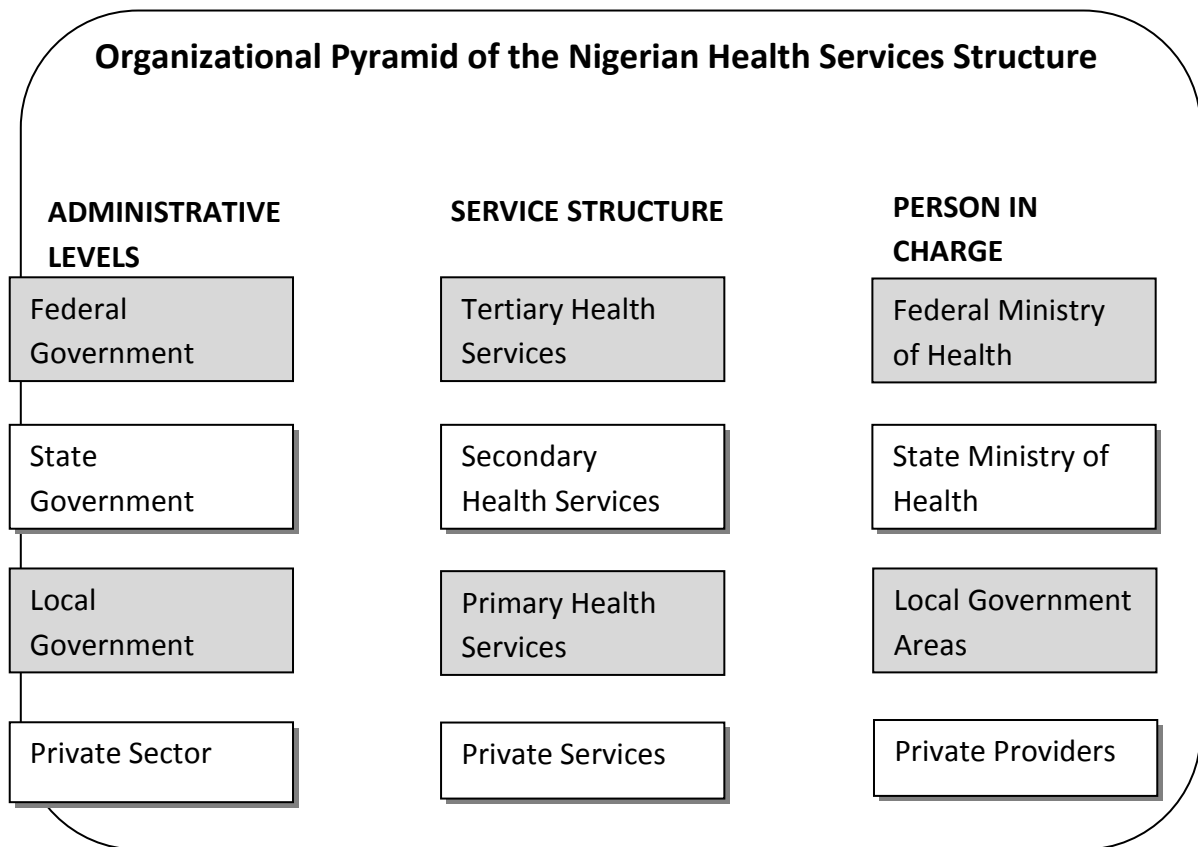 Organizational Pyramid of the Nigerian Health Services Structure
ADMINISTRATIVE
LEVELS
SERVICE STRUCTURE
PERSON IN
CHARGE
Federal
Government
Tertiary Health
Services
Federal Ministry
of Health
State
Government
Secondary
Health Services
State Ministry of
Health
Local
Government
Primary Health
Services
Local Government
Areas
Private Sector
Private Services
Private Providers